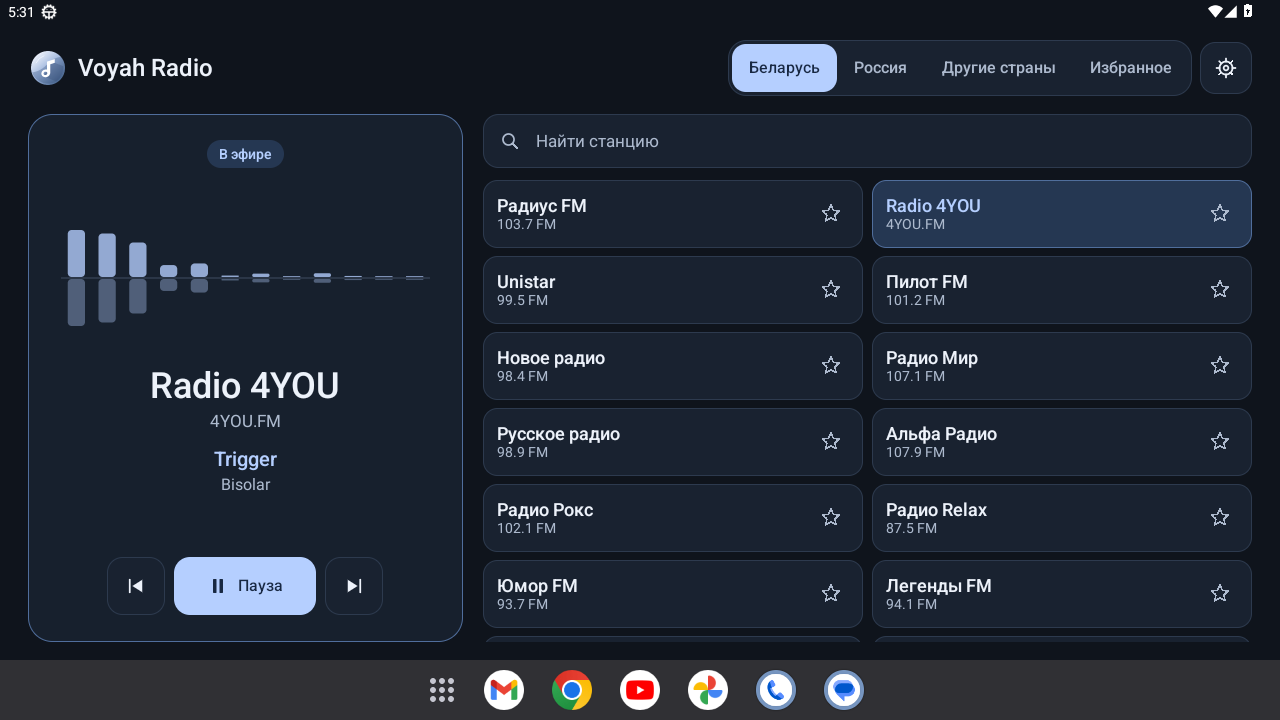 5:31
Voyah Radio
Беларусь
Россия
Другие страны
Избранное
В эфире
Radio 4YOU
4YOU.FM
Trigger
Bisolar
Пауза
Найти станцию
Радиус FM
103.7 FM
Radio 4YOU
4YOU.FM
Unistar
99.5 FM
Пилот FM
101.2 FM
Новое радио
98.4 FM
Радио Мир
107.1 FM
Русское радио
98.9 FM
Альфа Радио
107.9 FM
Радио Рокс
102.1 FM
Радио Relax
87.5 FM
Юмор FM
93.7 FM
Легенды FM
94.1 FM